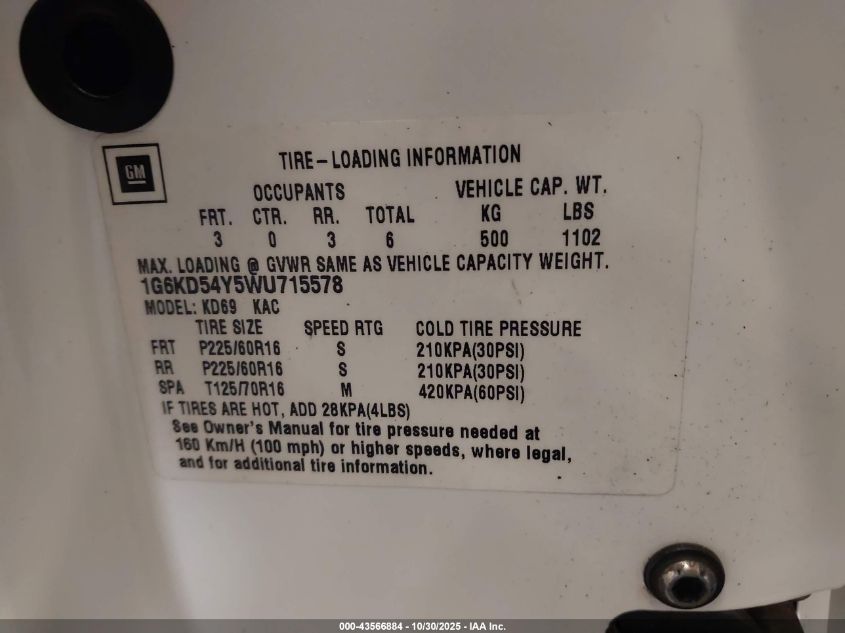 GM
TIRE-LOADING INFORMATION
OCCUPANTS VEHICLE CAP. WT.
FRT. CTR. RR. TOTAL KG LBS
3 0 3 6 500 1102
MAX. LOADING @ GVWR SAME AS VEHICLE CAPACITY WEIGHT.
1G6KD54Y5WU715578
MODEL: KD69 KAC
TIRE SIZE SPEED RTG COLD TIRE PRESSURE
FRT P225/60R16 S 210KPA(30PSI)
RR P225/60R16 S 210KPA(30PSI)
SPA T125/70R16 M 420KPA(60PSI)
IF TIRES ARE HOT, ADD 28KPA(4LBS)
See Owner's Manual for tire pressure needed at
160 Km/H (100 mph) or higher speeds, where legal,
and for additional tire information.
000-43566884 / 10/30/2025 - IAA Inc.